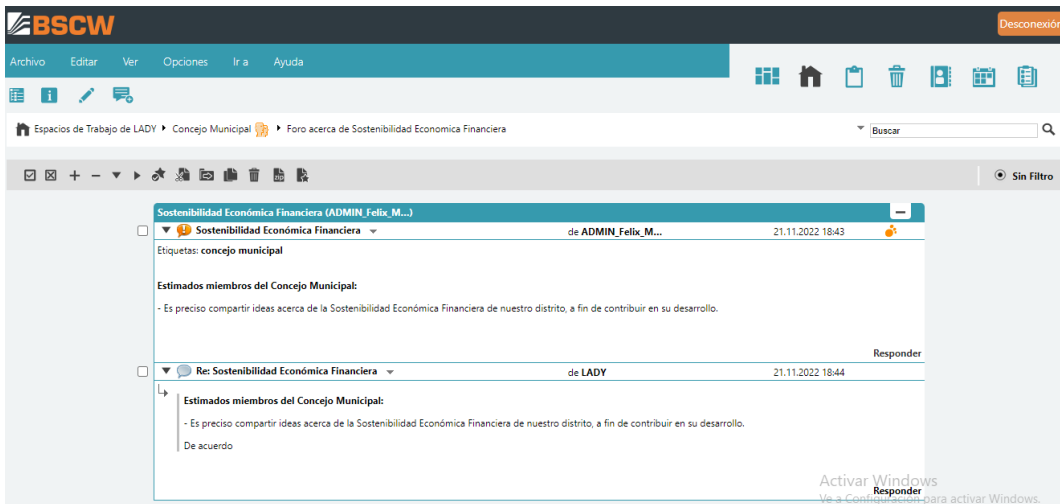 BSCW
Desconexión
Archivo Editar Ver Opciones Ir a Ayuda
Espacios de Trabajo de LADY Concejo Municipal Foro acerca de Sostenibilidad Economica Financiera
Buscar
Sin Filtro
Sostenibilidad Económica Financiera (ADMIN_Felix_M...)
Sostenibilidad Económica Financiera de ADMIN_Felix_M... 21.11.2022 18:43
Etiquetas: concejo municipal
Estimados miembros del Concejo Municipal:
- Es preciso compartir ideas acerca de la Sostenibilidad Económica Financiera de nuestro distrito, a fin de contribuir en su desarrollo.
Responder
Re: Sostenibilidad Económica Financiera de LADY 21.11.2022 18:44
Estimados miembros del Concejo Municipal:
- Es preciso compartir ideas acerca de la Sostenibilidad Económica Financiera de nuestro distrito, a fin de contribuir en su desarrollo.
De acuerdo
Activar Windows
Responder
Ve a Configuración para activar Windows.